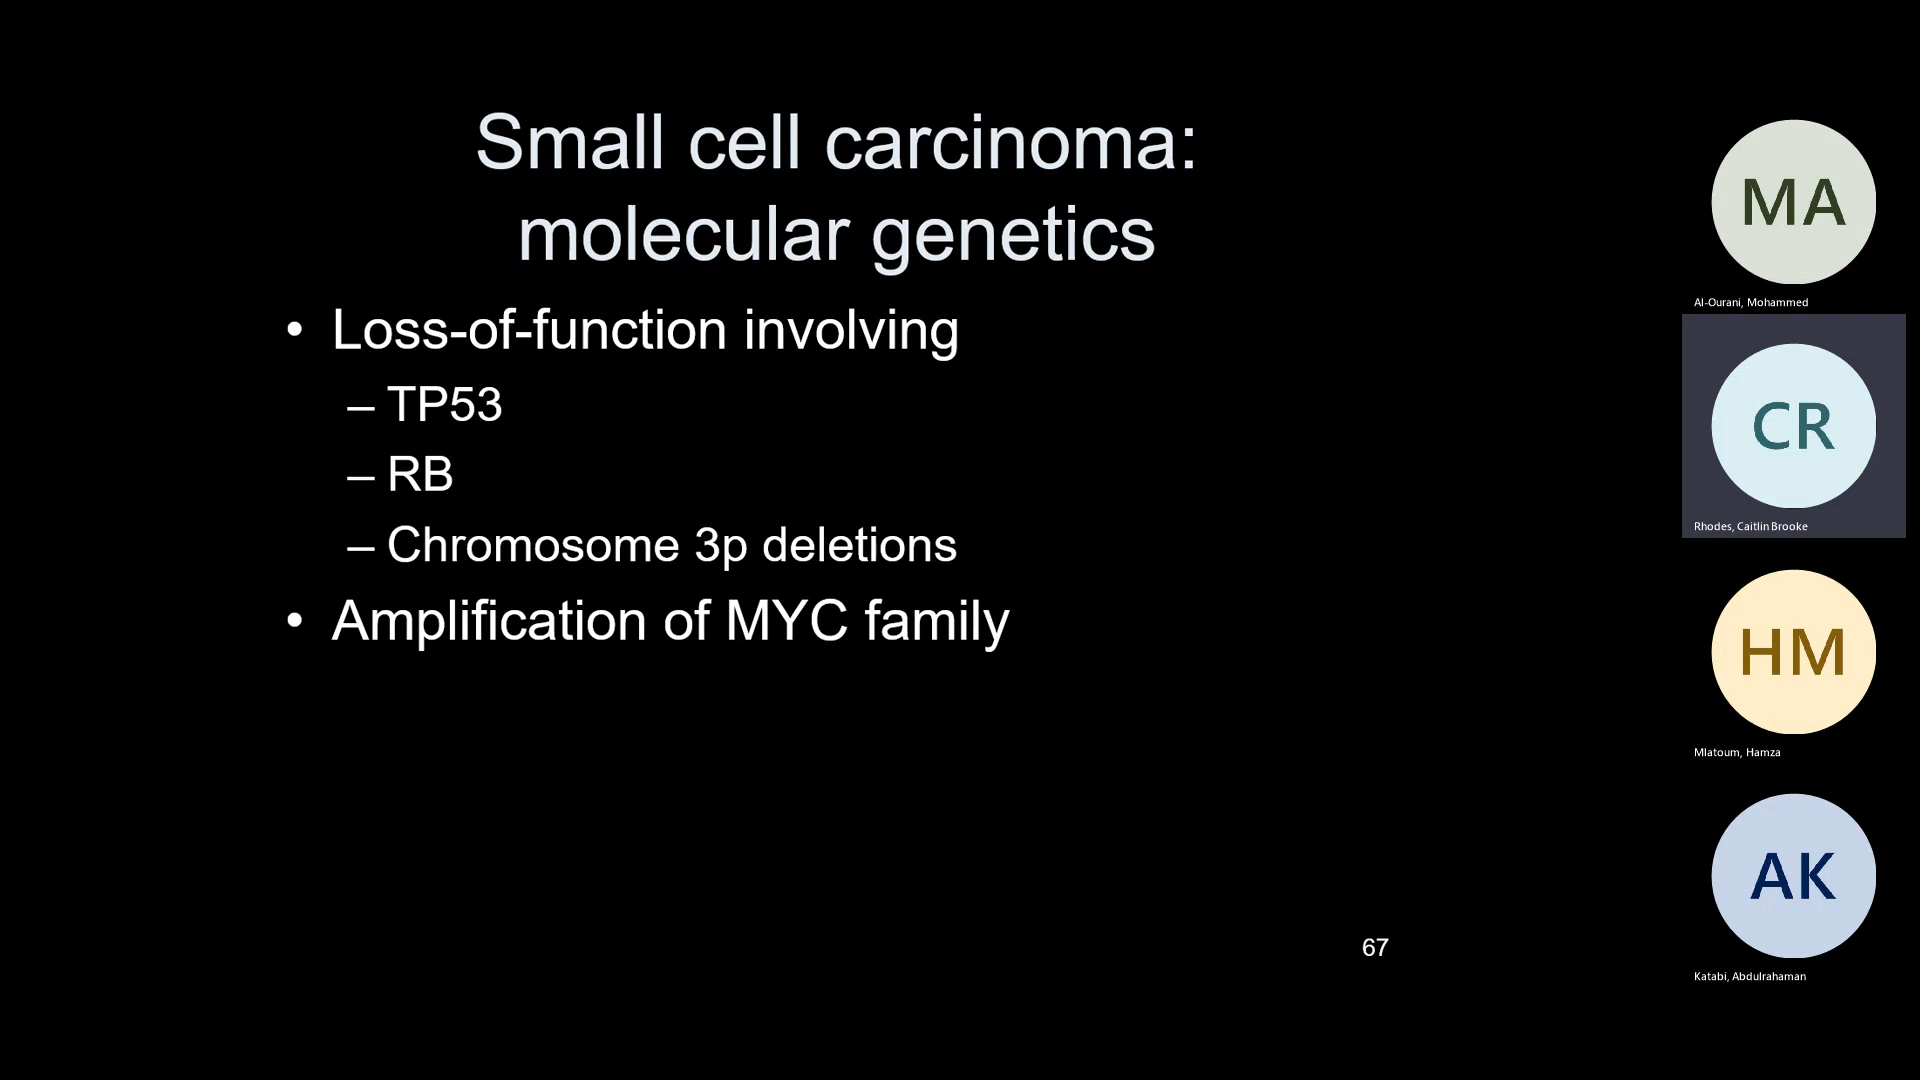 Small cell carcinoma:
molecular genetics
• Loss-of-function involving
– TP53
– RB
– Chromosome 3p deletions
• Amplification of MYC family
67
MA
Al-Ourani, Mohammed
CR
Rhodes, Caitlin Brooke
HM
Mlatoum, Hamza
AK
Katabi, Abdulrahaman